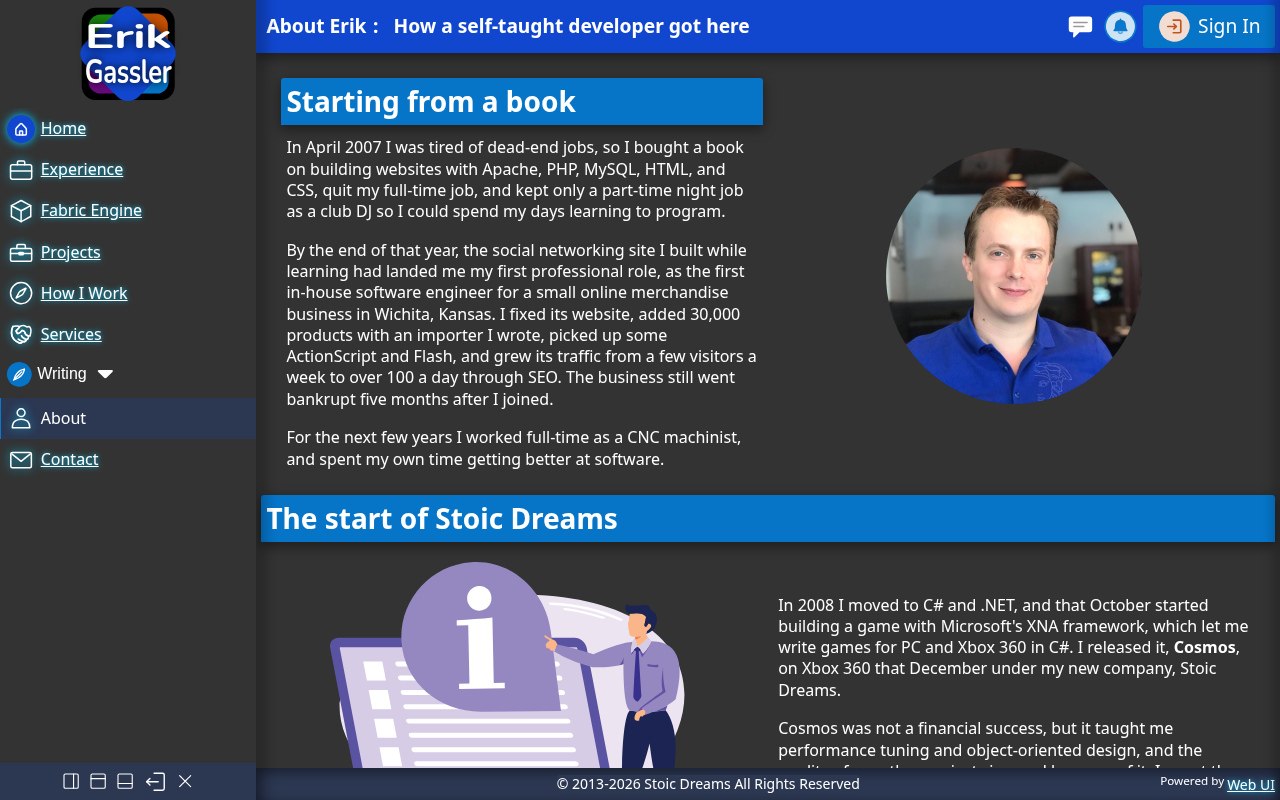 Erik
Gassler
Home
Experience
Fabric Engine
Projects
How I Work
Services
Writing
About
Contact
About Erik : How a self-taught developer got here
Sign In
Starting from a book
In April 2007 I was tired of dead-end jobs, so I bought a book
on building websites with Apache, PHP, MySQL, HTML, and
CSS, quit my full-time job, and kept only a part-time night job
as a club DJ so I could spend my days learning to program.
By the end of that year, the social networking site I built while
learning had landed me my first professional role, as the first
in-house software engineer for a small online merchandise
business in Wichita, Kansas. I fixed its website, added 30,000
products with an importer I wrote, picked up some
ActionScript and Flash, and grew its traffic from a few visitors a
week to over 100 a day through SEO. The business still went
bankrupt five months after I joined.
For the next few years I worked full-time as a CNC machinist,
and spent my own time getting better at software.
The start of Stoic Dreams
i
In 2008 I moved to C# and .NET, and that October started
building a game with Microsoft's XNA framework, which let me
write games for PC and Xbox 360 in C#. I released it, Cosmos,
on Xbox 360 that December under my new company, Stoic
Dreams.
Cosmos was not a financial success, but it taught me
performance tuning and object-oriented design, and the
© 2013-2026 Stoic Dreams All Rights Reserved
Powered by Web UI